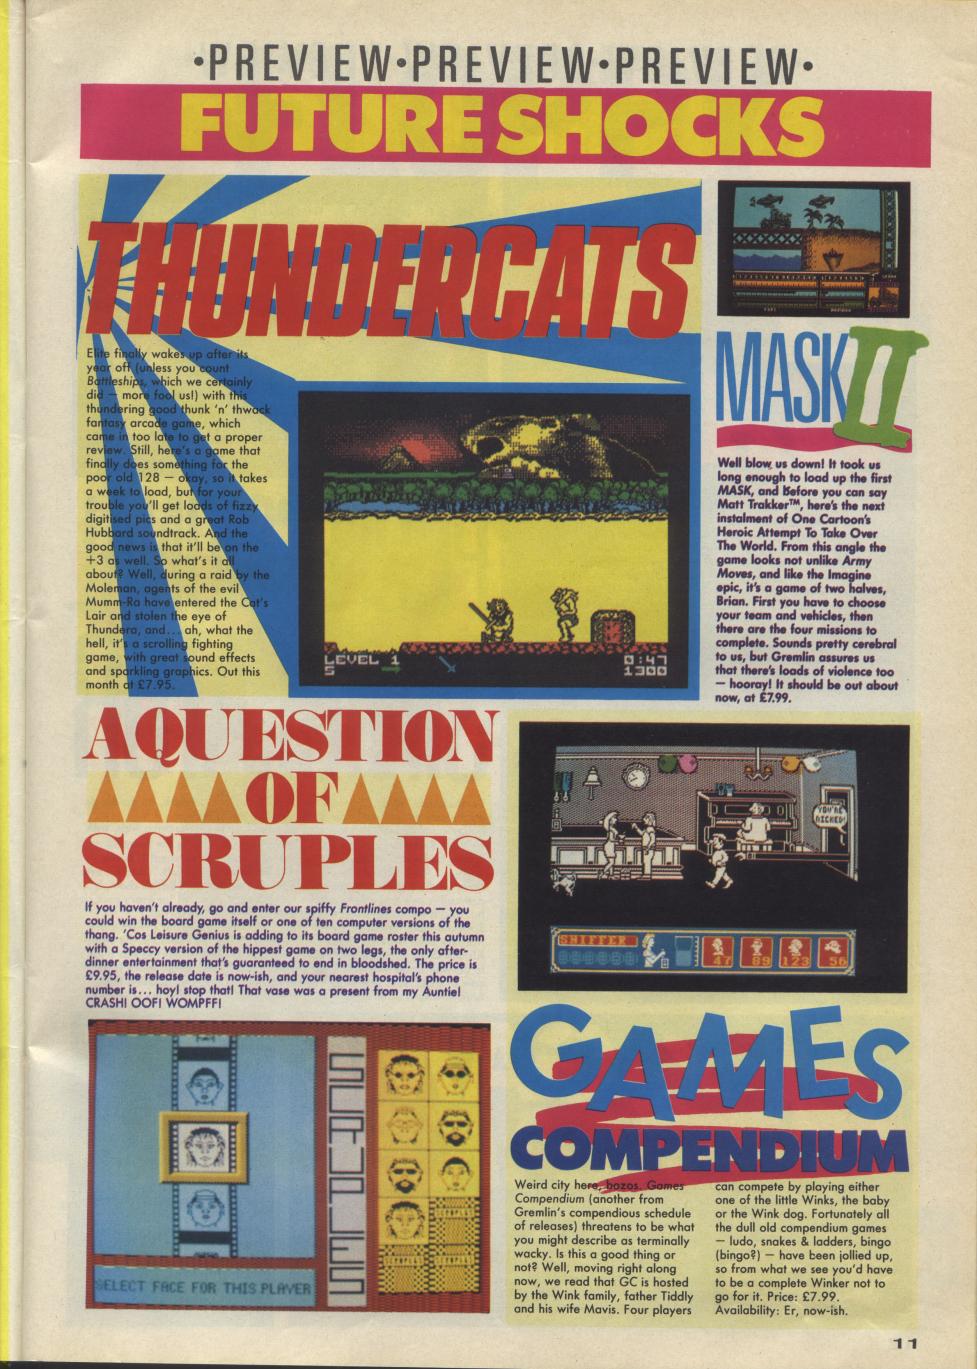 •PREVIEW•PREVIEW•PREVIEW•
FUTURE SHOCKS
THUNDERCATS
Elite finally wakes up after its
year off (unless you count
Battleships, which we certainly
did — more fool us!) with this
thundering good thunk 'n' thwack
fantasy arcade game, which
came in too late to get a proper
review. Still, here's a game that
finally does something for the
poor old 128 — okay, so it takes
a week to load, but for your
trouble you'll get loads of fizzy
digitised pics and a great Rob
Hubbard soundtrack. And the
good news is that it'll be on the
+3 as well. So what's it all
about? Well, during a raid by the
Moleman, agents of the evil
Mumm-Ra have entered the Cat's
Lair and stolen the eye of
Thundera, and... ah, what the
hell, it's a scrolling fighting
game, with great sound effects
and sparkling graphics. Out this
month at £7.95.
LEVEL 1
5
0:47
1300
MASK II
Well blow us down! It took us
long enough to load up the first
MASK, and before you can say
Matt Trakker™, here's the next
instalment of One Cartoon's
Heroic Attempt To Take Over
The World. From this angle the
game looks not unlike Army
Moves, and like the Imagine
epic, it's a game of two halves,
Brian. First you have to choose
your team and vehicles, then
there are the four missions to
complete. Sounds pretty cerebral
to us, but Gremlin assures us
that there's loads of violence too
— hooray! It should be out about
now, at £7.99.
A QUESTION
OF
SCRUPLES
If you haven't already, go and enter our spiffy Frontlines compo — you
could win the board game itself or one of ten computer versions of the
thang. 'Cos Leisure Genius is adding to its board game roster this autumn
with a Speccy version of the hippest game on two legs, the only after-
dinner entertainment that's guaranteed to end in bloodshed. The price is
£9.95, the release date is now-ish, and your nearest hospital's phone
number is... hoy! stop that! That vase was a present from my Auntie!
CRASH! OOF! WOMPFF!
SCRUPLES
SELECT FACE FOR THIS PLAYER
YOU'RE
NICKED!
SNIFFER
47 89 123 56
GAMES
COMPENDIUM
Weird city here, bozos. Games
Compendium (another from
Gremlin's compendious schedule
of releases) threatens to be what
you might describe as terminally
wacky. Is this a good thing or
not? Well, moving right along
now, we read that GC is hosted
by the Wink family, father Tiddly
and his wife Mavis. Four players
can compete by playing either
one of the little Winks, the baby
or the Wink dog. Fortunately all
the dull old compendium games
— ludo, snakes & ladders, bingo
(bingo?) — have been jollied up,
so from what we see you'd have
to be a complete Winker not to
go for it. Price: £7.99.
Availability: Er, now-ish.
11